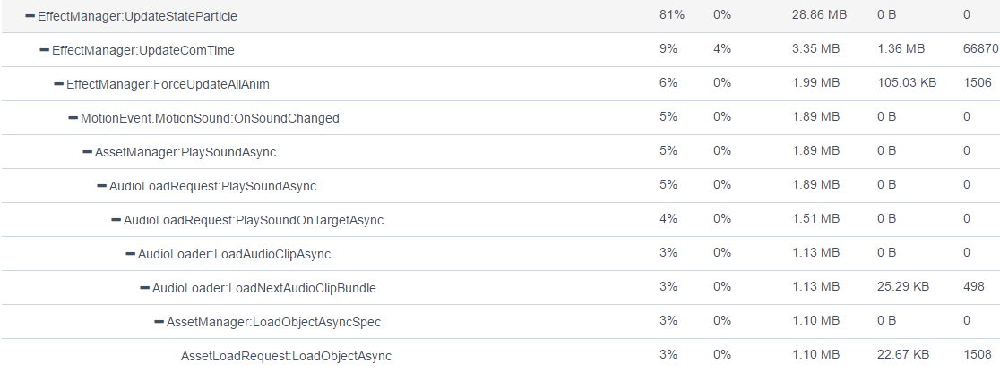 EffectManager:UpdateStateParticle 81% 0% 28.86 MB 0 B 0
EffectManager:UpdateComTime 9% 4% 3.35 MB 1.36 MB 66870
EffectManager:ForceUpdateAllAnim 6% 0% 1.99 MB 105.03 KB 1506
MotionEvent.MotionSound:OnSoundChanged 5% 0% 1.89 MB 0 B 0
AssetManager:PlaySoundAsync 5% 0% 1.89 MB 0 B 0
AudioLoadRequest:PlaySoundAsync 5% 0% 1.89 MB 0 B 0
AudioLoadRequest:PlaySoundOnTargetAsync 4% 0% 1.51 MB 0 B 0
AudioLoader:LoadAudioClipAsync 3% 0% 1.13 MB 0 B 0
AudioLoader:LoadNextAudioClipBundle 3% 0% 1.13 MB 25.29 KB 498
AssetManager:LoadObjectAsyncSpec 3% 0% 1.10 MB 0 B 0
AssetLoadRequest:LoadObjectAsync 3% 0% 1.10 MB 22.67 KB 1508